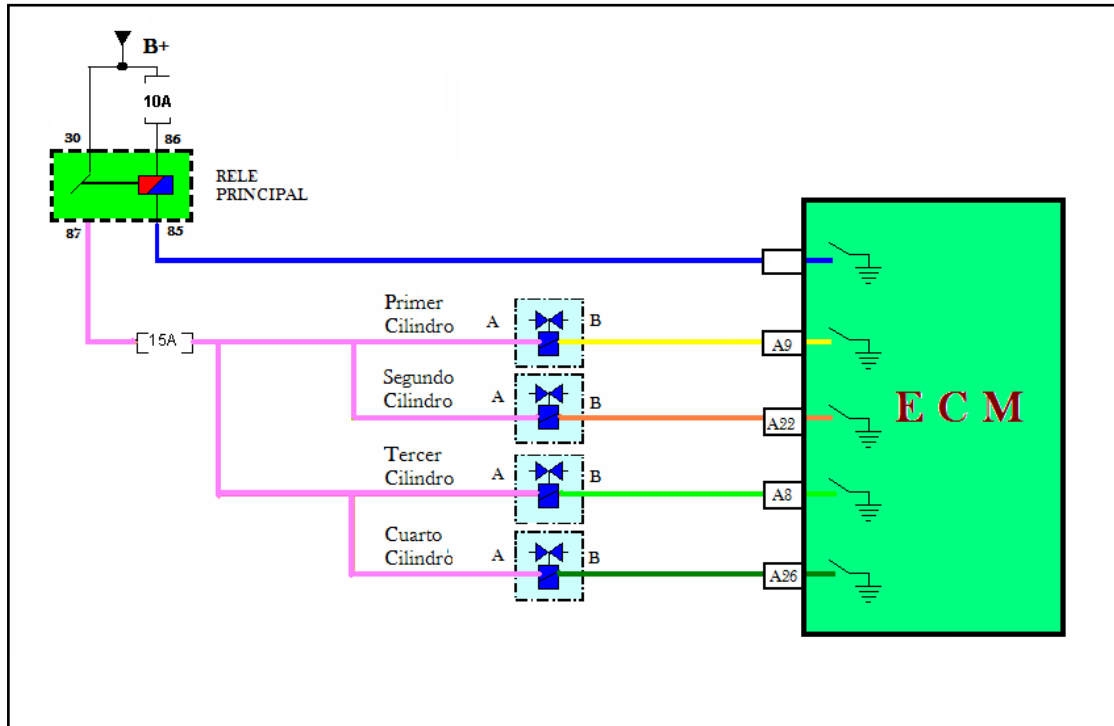 B+
10A
30 86
RELE
PRINCIPAL
87 85
15A
Primer
Cilindro A B
A9
Segundo
Cilindro A B
A22
E C M
Tercer
Cilindro A B
A8
Cuarto
Cilindro A B
A26